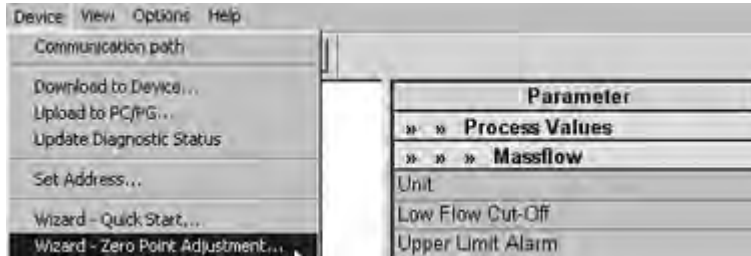 Device View Options Help
Communication path
Download to Device...
Upload to PC/PG...
Update Diagnostic Status
Set Address...
Wizard - Quick Start...
Wizard - Zero Point Adjustment...
Parameter
» » Process Values
» » » Massflow
Unit
Low Flow Cut-Off
Upper Limit Alarm